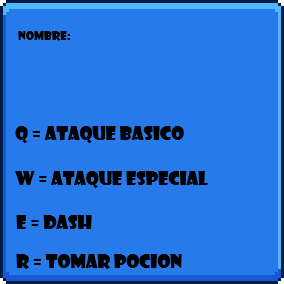 NOMBRE:
Q = ATAQUE BASICO
W = ATAQUE ESPECIAL
E = DASH
R = TOMAR POCION